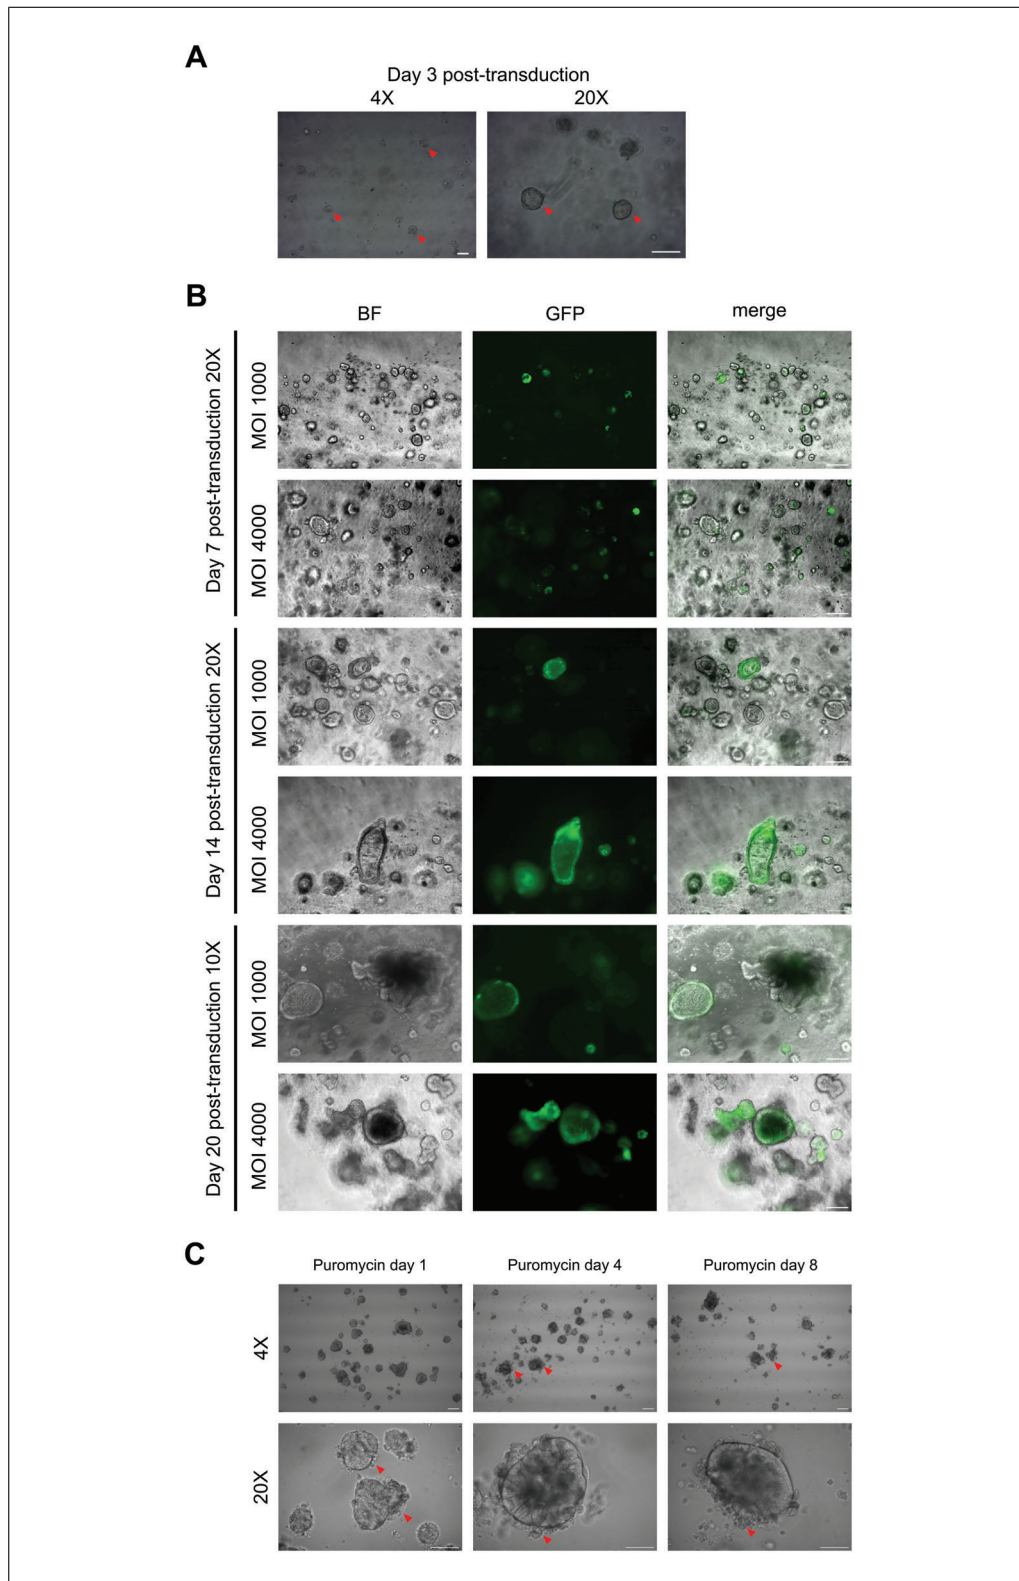 A
Day 3 post-transduction
4X 20X
B
BF GFP merge
Day 7 post-transduction 20X
MOI 1000
MOI 4000
Day 14 post-transduction 20X
MOI 1000
MOI 4000
Day 20 post-transduction 10X
MOI 1000
MOI 4000
C
Puromycin day 1 Puromycin day 4 Puromycin day 8
4X
20X